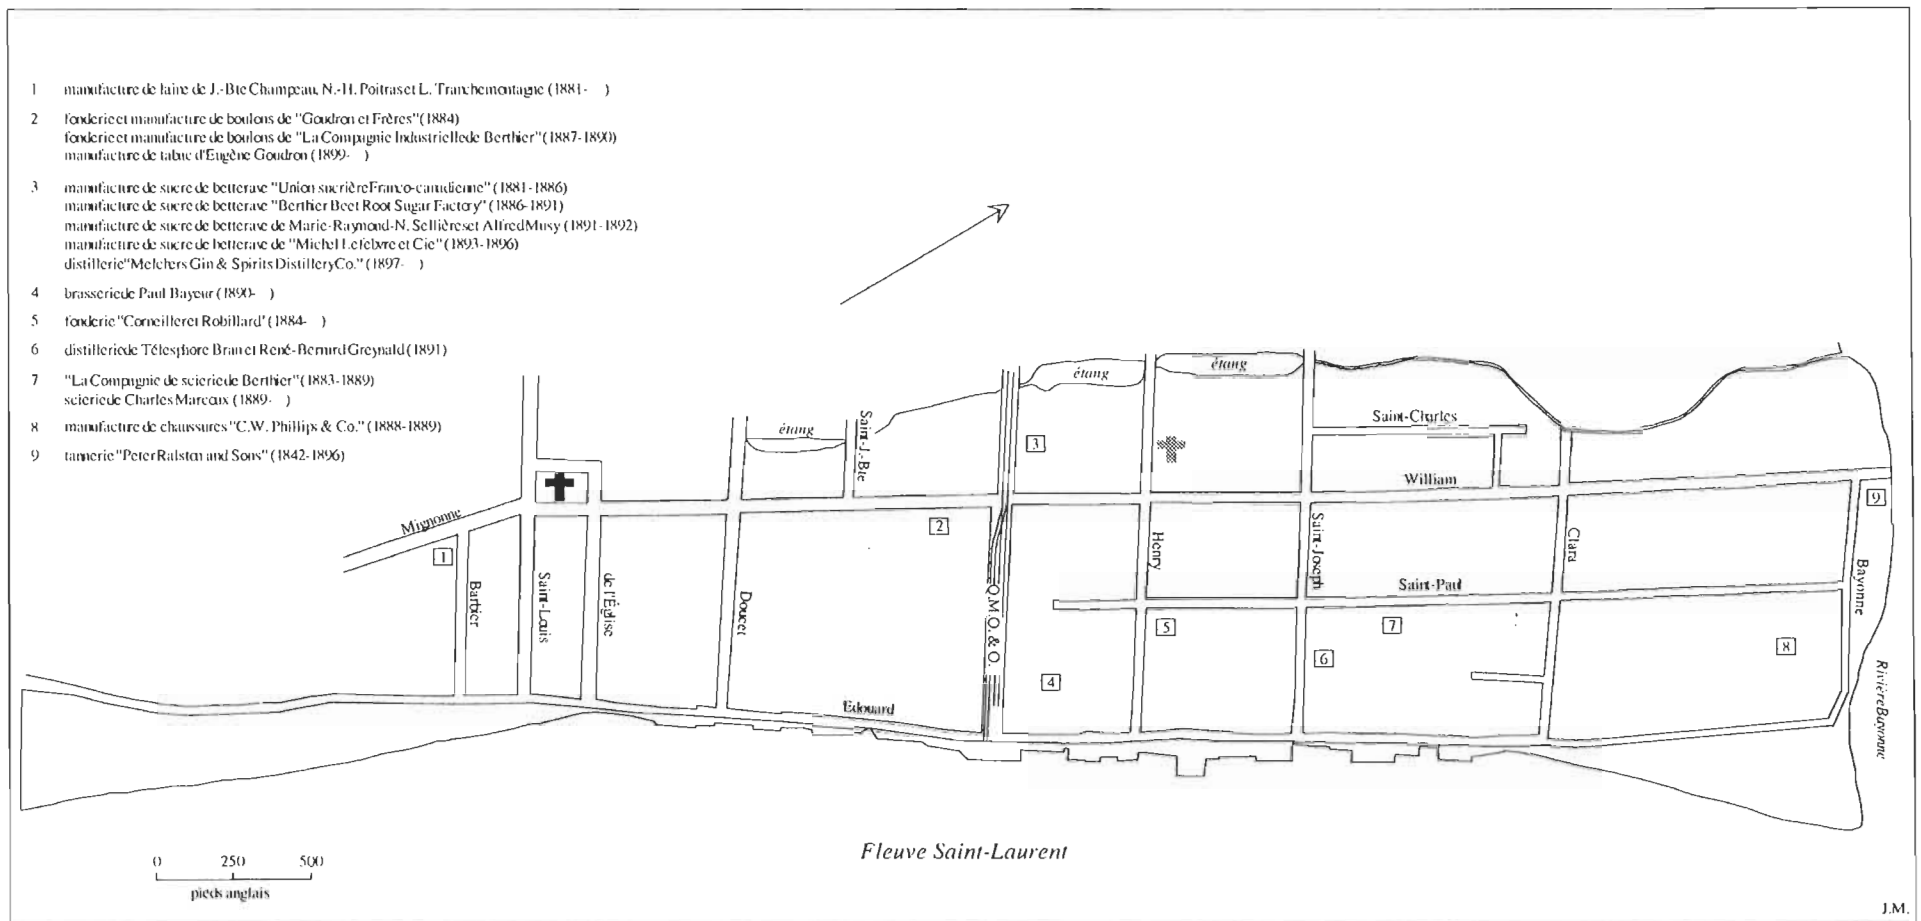 1 manufacture de laine de J.-Bte Champeau, N.-H. Poitras et L. Tranchemontagne (1881- )
2 fonderie et manufacture de boulons de "Goudron et Frères" (1884)
fonderie et manufacture de boulons de "La Compagnie Industrielle de Berthier" (1887-1890)
manufacture de tabac d'Eugène Goudron (1899- )
3 manufacture de sucre de betterave "Union sucrière Franco-canadienne" (1881-1886)
manufacture de sucre de betterave "Berthier Beet Root Sugar Factory" (1886-1891)
manufacture de sucre de betterave de Marie-Raymond-N. Sellières et Alfred Musy (1891-1892)
manufacture de sucre de betterave de "Michel Lefebvre et Cie" (1893-1896)
distillerie "Melchers Gin & Spirits Distillery Co." (1897- )
4 brasserie de Paul Bayeur (1890- )
5 fonderie "Corneiller et Robillard" (1884- )
6 distillerie de Télesphore Brun et René-Bernard Greynald (1891)
7 "La Compagnie de scierie de Berthier" (1883-1889)
scierie de Charles Marcoux (1889- )
8 manufacture de chaussures "C.W. Phillips & Co." (1888-1889)
9 tannerie "Peter Ralston and Sons" (1842-1896)
étang
étang
étang
Saint-J.-Bte
Saint-Charles
3
William
Mignonne
9
2
1
Barbier
Saint-Louis
de l'Église
Doucet
Q.M.O. & O.
Henry
Saint-Joseph
Clara
Bayonne
Saint-Paul
5
7
8
6
4
Edouard
Rivière Bayonne
Fleuve Saint-Laurent
0 250 500
pieds anglais
J.M.